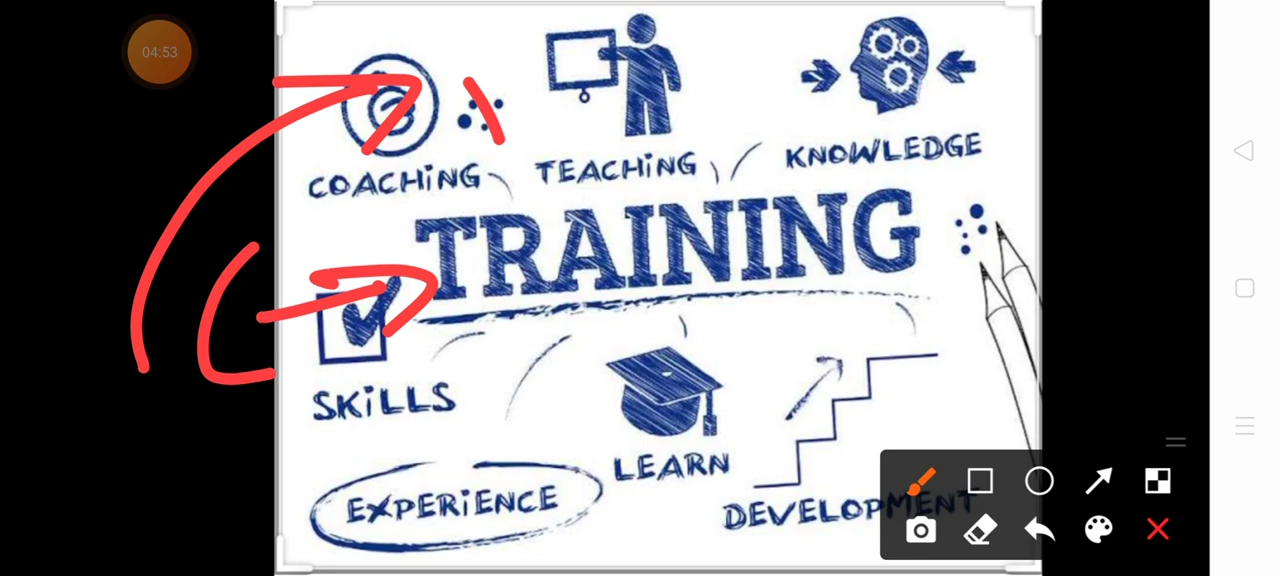 04:53
COACHiNG
TEACHiNG
KNOWLEDGE
TRAINING
SKiLLS
LEARN
EXPERiENCE
DEVELOPMENT